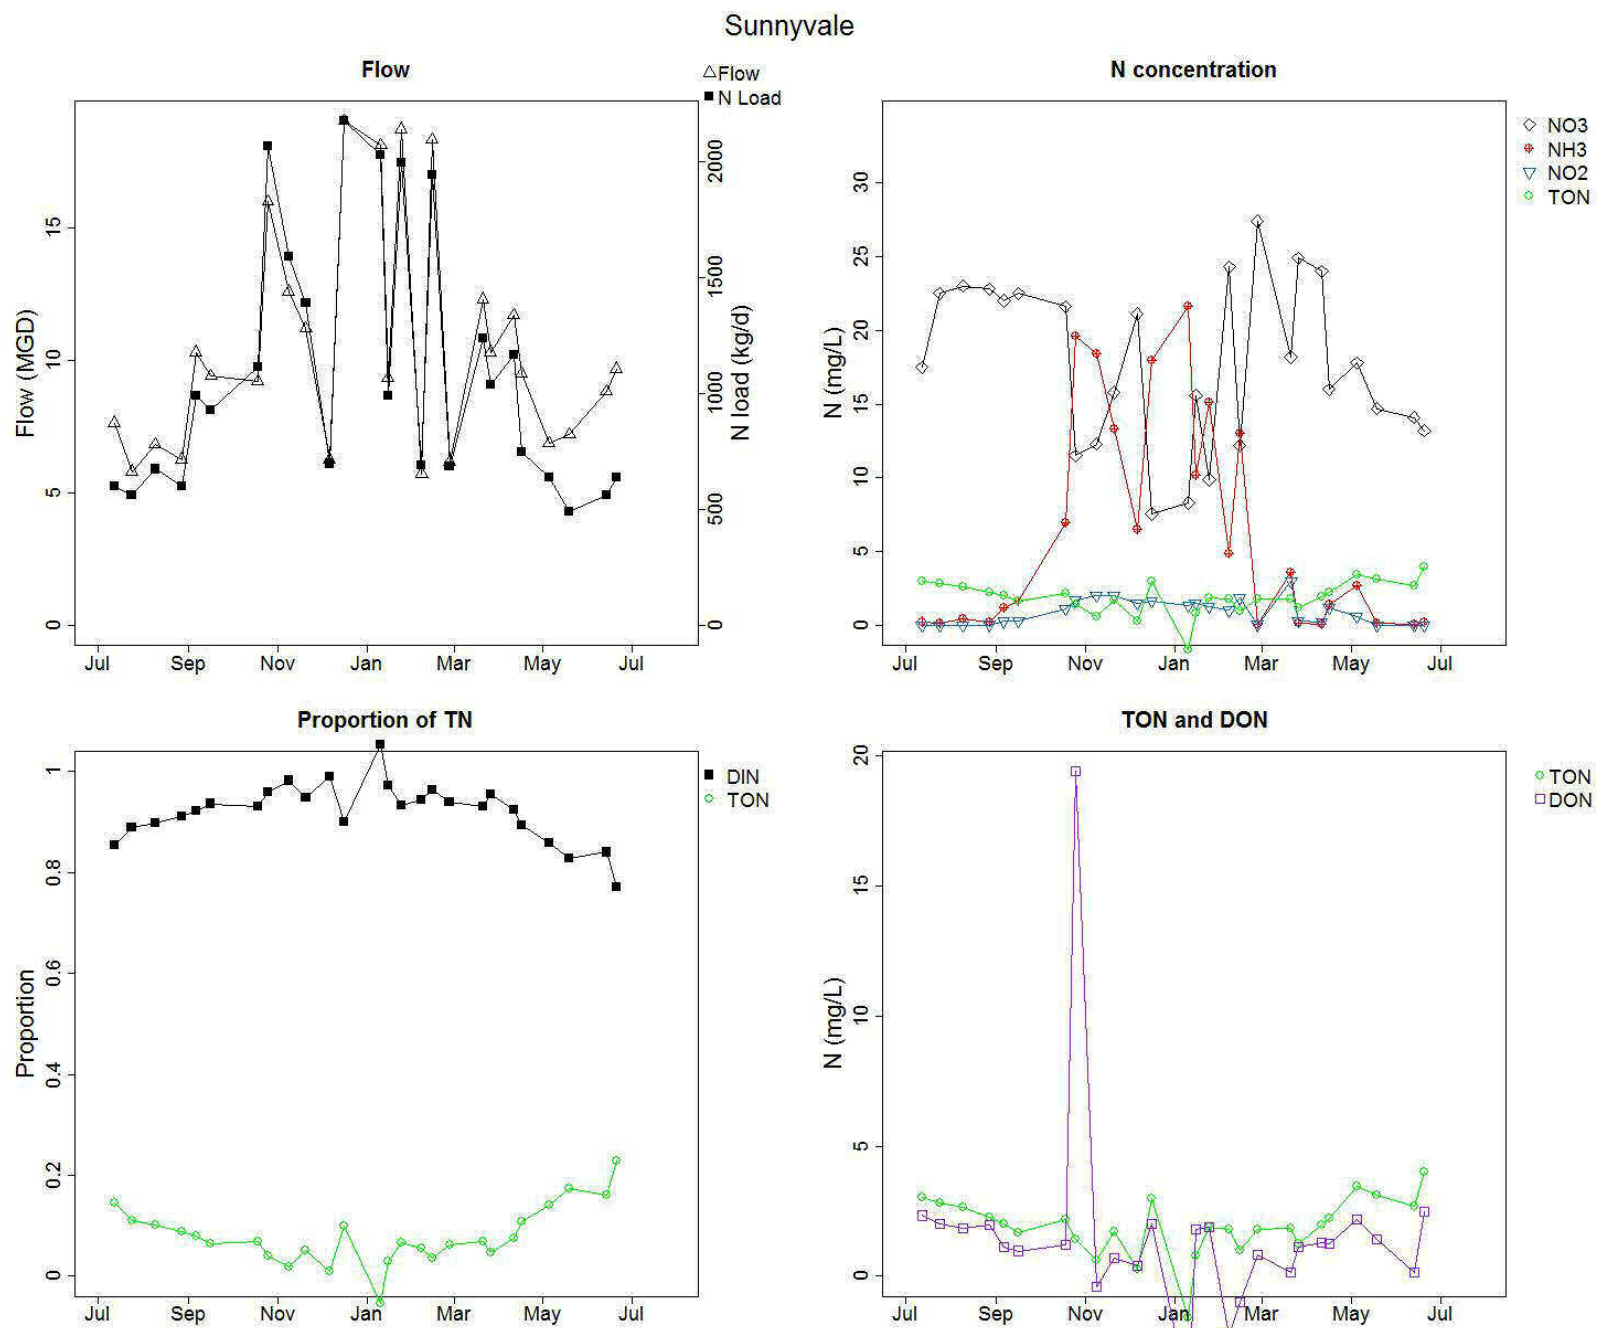 Sunnyvale
Flow
Flow
N Load
Flow (MGD)
15
10
5
0
2000
1500
1000
500
0
N load (kg/d)
Jul Sep Nov Jan Mar May Jul
N concentration
NO3
NH3
NO2
TON
N (mg/L)
30
25
20
15
10
5
0
Jul Sep Nov Jan Mar May Jul
Proportion of TN
DIN
TON
Proportion
1
0.8
0.6
0.4
0.2
0
Jul Sep Nov Jan Mar May Jul
TON and DON
TON
DON
N (mg/L)
20
15
10
5
0
Jul Sep Nov Jan Mar May Jul